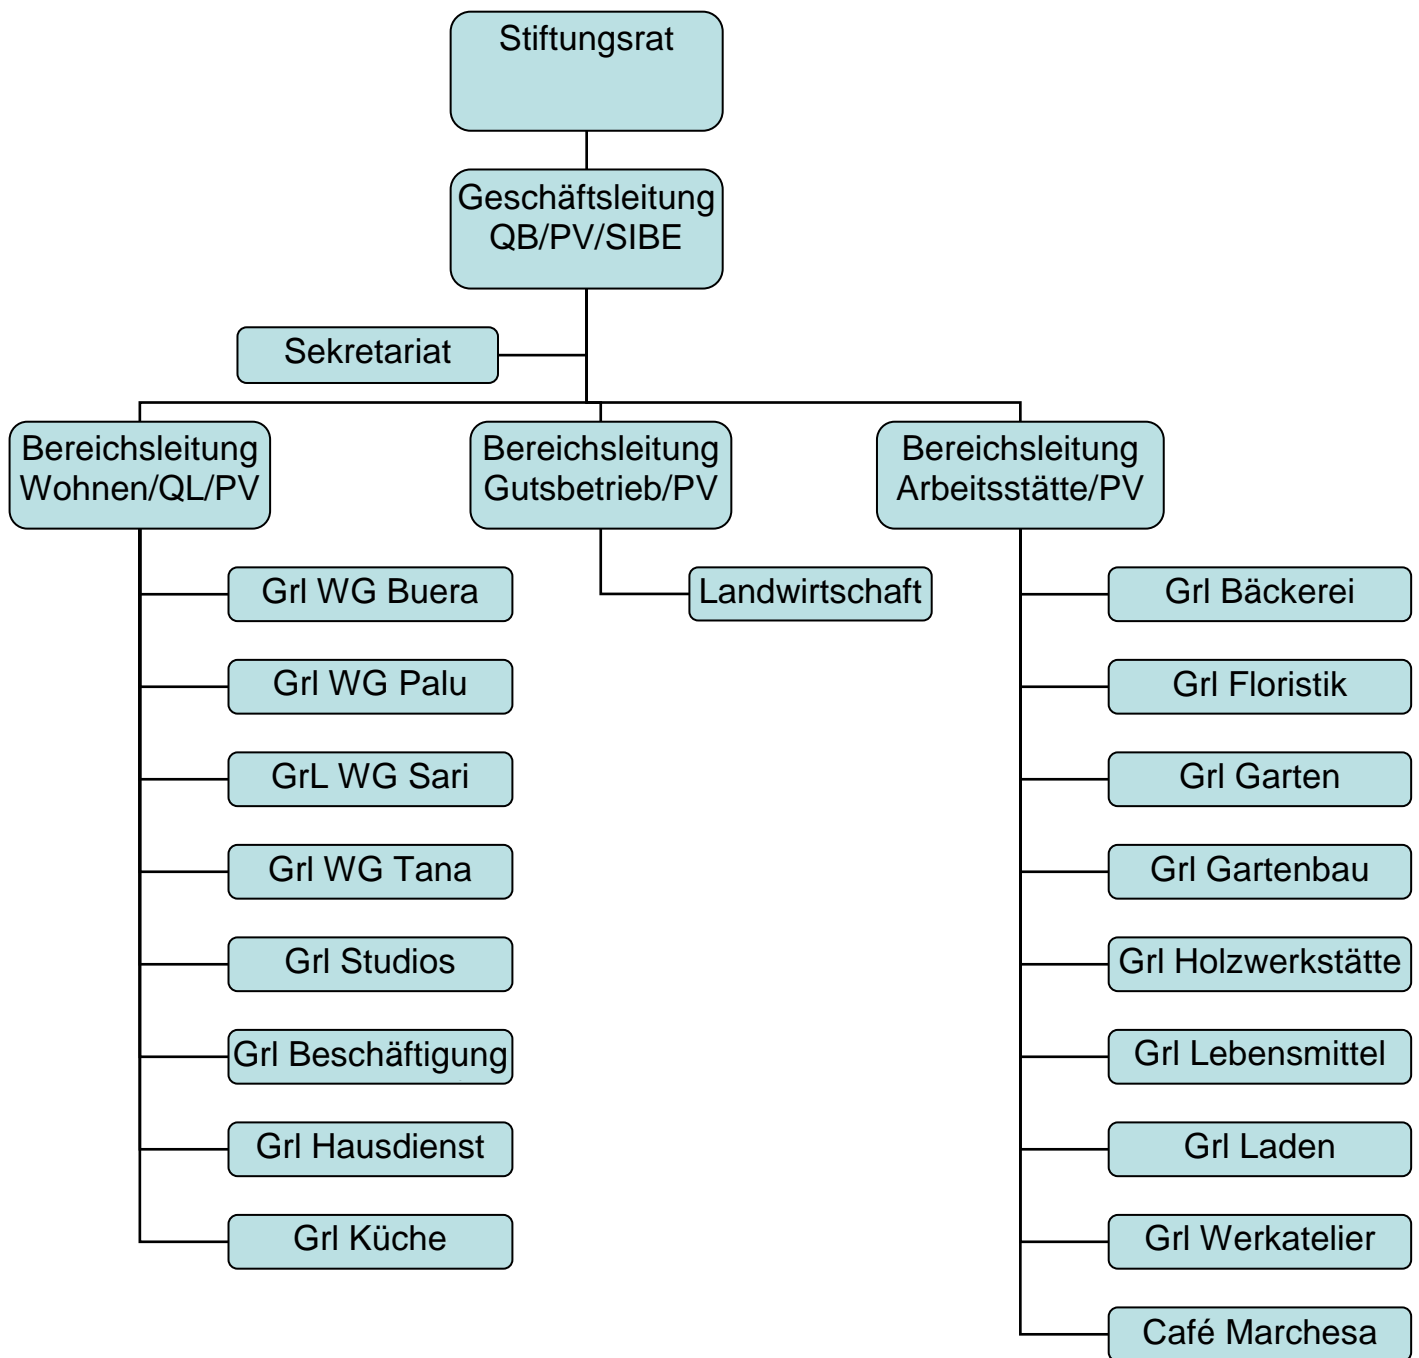 Stiftungsrat
Geschäftsleitung
QB/PV/SIBE
Sekretariat
Bereichsleitung
Wohnen/QL/PV
Bereichsleitung
Gutsbetrieb/PV
Bereichsleitung
Arbeitsstätte/PV
Grl WG Buera
Grl WG Palu
GrL WG Sari
Grl WG Tana
Grl Studios
Grl Beschäftigung
Grl Hausdienst
Grl Küche
Landwirtschaft
Grl Bäckerei
Grl Floristik
Grl Garten
Grl Gartenbau
Grl Holzwerkstätte
Grl Lebensmittel
Grl Laden
Grl Werkatelier
Café Marchesa